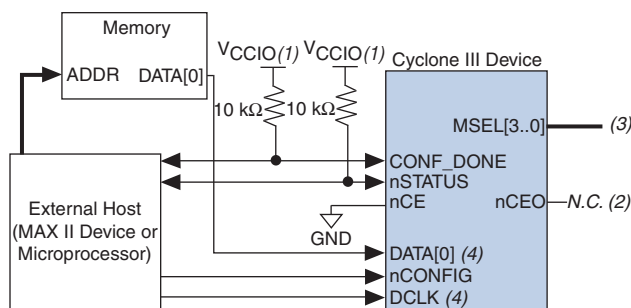 Memory
ADDR DATA[0]
VCCIO(1) VCCIO(1)
10 kΩ 10 kΩ
Cyclone III Device
MSEL[3..0] (3)
CONF_DONE
nSTATUS
nCE nCEO N.C. (2)
GND
External Host
(MAX II Device or
Microprocessor)
DATA[0] (4)
nCONFIG
DCLK (4)